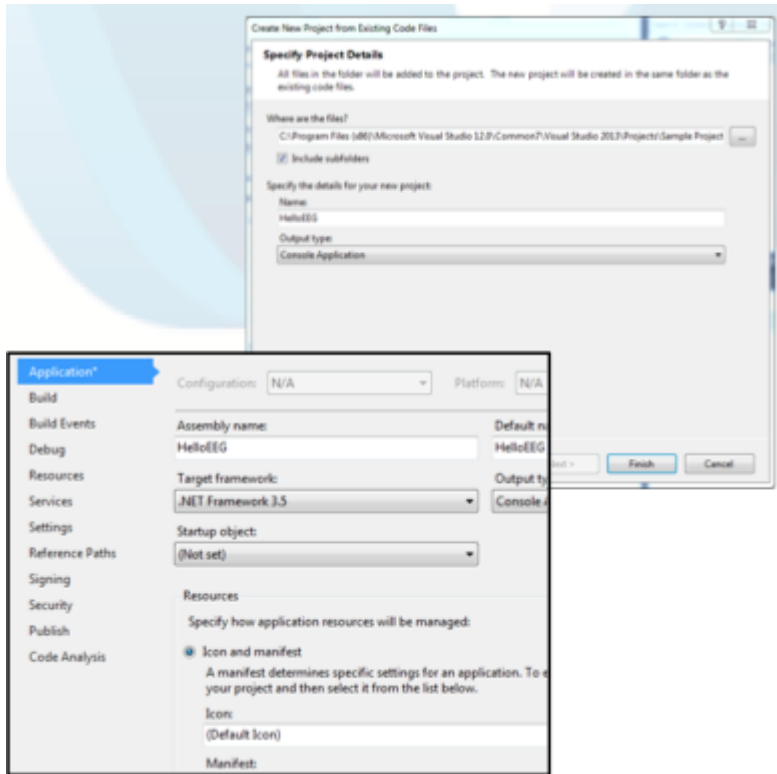 Create New Project from Existing Code Files
Specify Project Details
All files in the folder will be added to the project. The new project will be created in the same folder as the
existing code files.
Where are the files?
C:\Program Files (x86)\Microsoft Visual Studio 12.0\Common7\Visual Studio 2013\Projects\Sample Project
...
Include subfolders
Specify the details for your new project:
Name:
HelloEEG
Output type:
Console Application
Finish
Cancel
Application*
Build
Build Events
Debug
Resources
Services
Settings
Reference Paths
Signing
Security
Publish
Code Analysis
Configuration: N/A
Platform: N/A
Assembly name:
Default n
HelloEEG
HelloEEG
Target framework:
Output ty
.NET Framework 3.5
Console A
Startup object:
(Not set)
Resources
Specify how application resources will be managed:
Icon and manifest
A manifest determines specific settings for an application. To e
your project and then select it from the list below.
Icon:
(Default Icon)
Manifest: